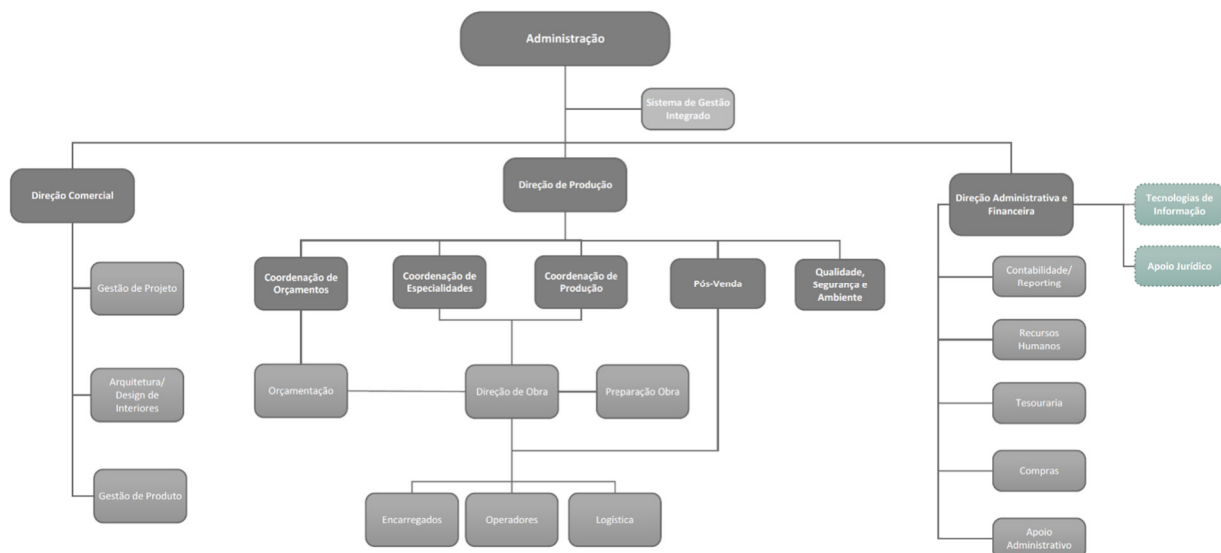 Administração
Sistema de Gestão
Integrado
Direção Comercial
Direção de Produção
Direção Administrativa e
Financeira
Tecnologias de
Informação
Apoio Jurídico
Coordenação de
Orçamentos
Coordenação de
Especialidades
Coordenação de
Produção
Pós-Venda
Qualidade,
Segurança e
Ambiente
Gestão de Projeto
Contabilidade/
Reporting
Recursos
Humanos
Arquitetura/
Design de
Interiores
Orçamentação
Direção de Obra
Preparação Obra
Tesouraria
Compras
Gestão de Produto
Encarregados
Operadores
Logística
Apoio
Administrativo